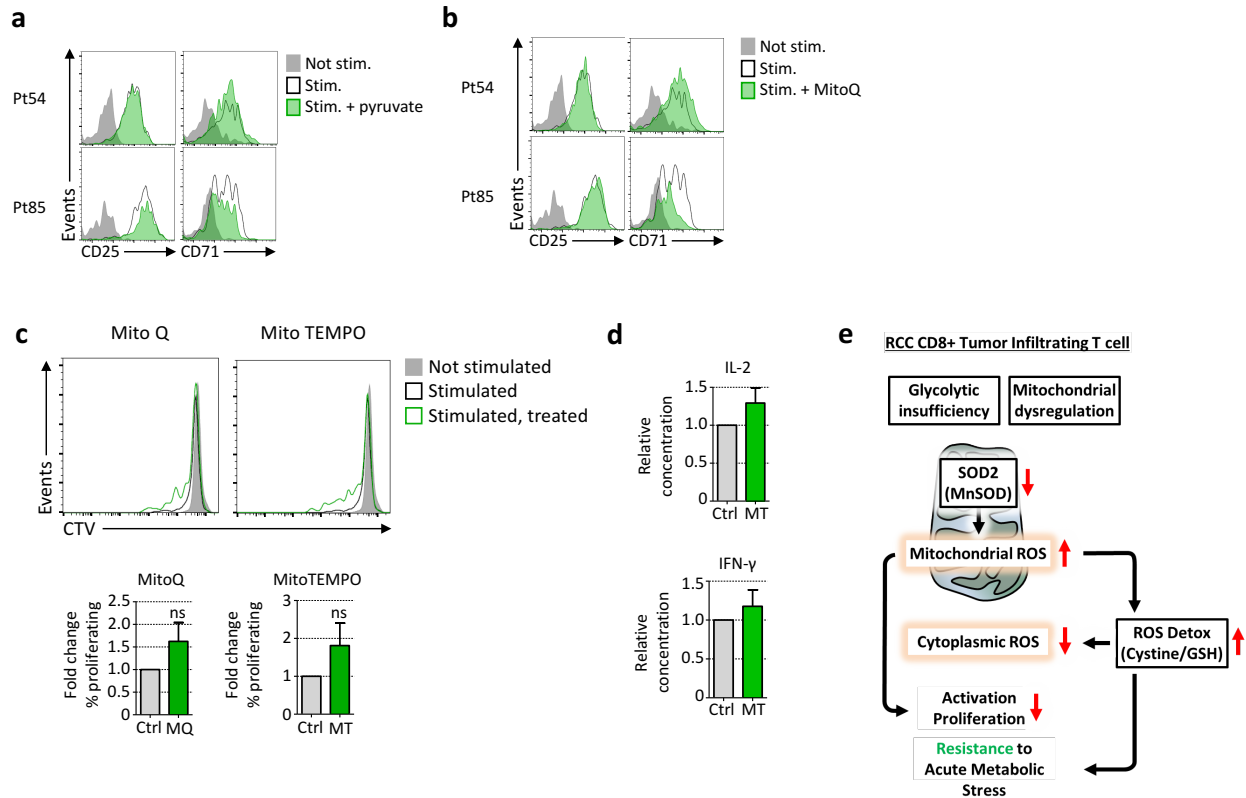 a
Pt54
Pt85
Events
CD25
CD71
Not stim.
Stim.
Stim. + pyruvate
b
Pt54
Pt85
Events
CD25
CD71
Not stim.
Stim.
Stim. + MitoQ
c
Mito Q
Mito TEMPO
Events
CTV
Not stimulated
Stimulated
Stimulated, treated
MitoQ
Fold change
% proliferating
2.5
2.0
1.5
1.0
0.5
0
ns
Ctrl
MQ
MitoTEMPO
Fold change
% proliferating
3
2
1
0
ns
Ctrl
MT
d
IL-2
Relative
concentration
1.5
1.0
0.5
0
Ctrl
MT
IFN-γ
Relative
concentration
1.5
1.0
0.5
0
Ctrl
MT
e
RCC CD8+ Tumor Infiltrating T cell
Glycolytic
insufficiency
Mitochondrial
dysregulation
SOD2
(MnSOD)
Mitochondrial ROS
Cytoplasmic ROS
ROS Detox
(Cystine/GSH)
Activation
Proliferation
Resistance to
Acute Metabolic
Stress